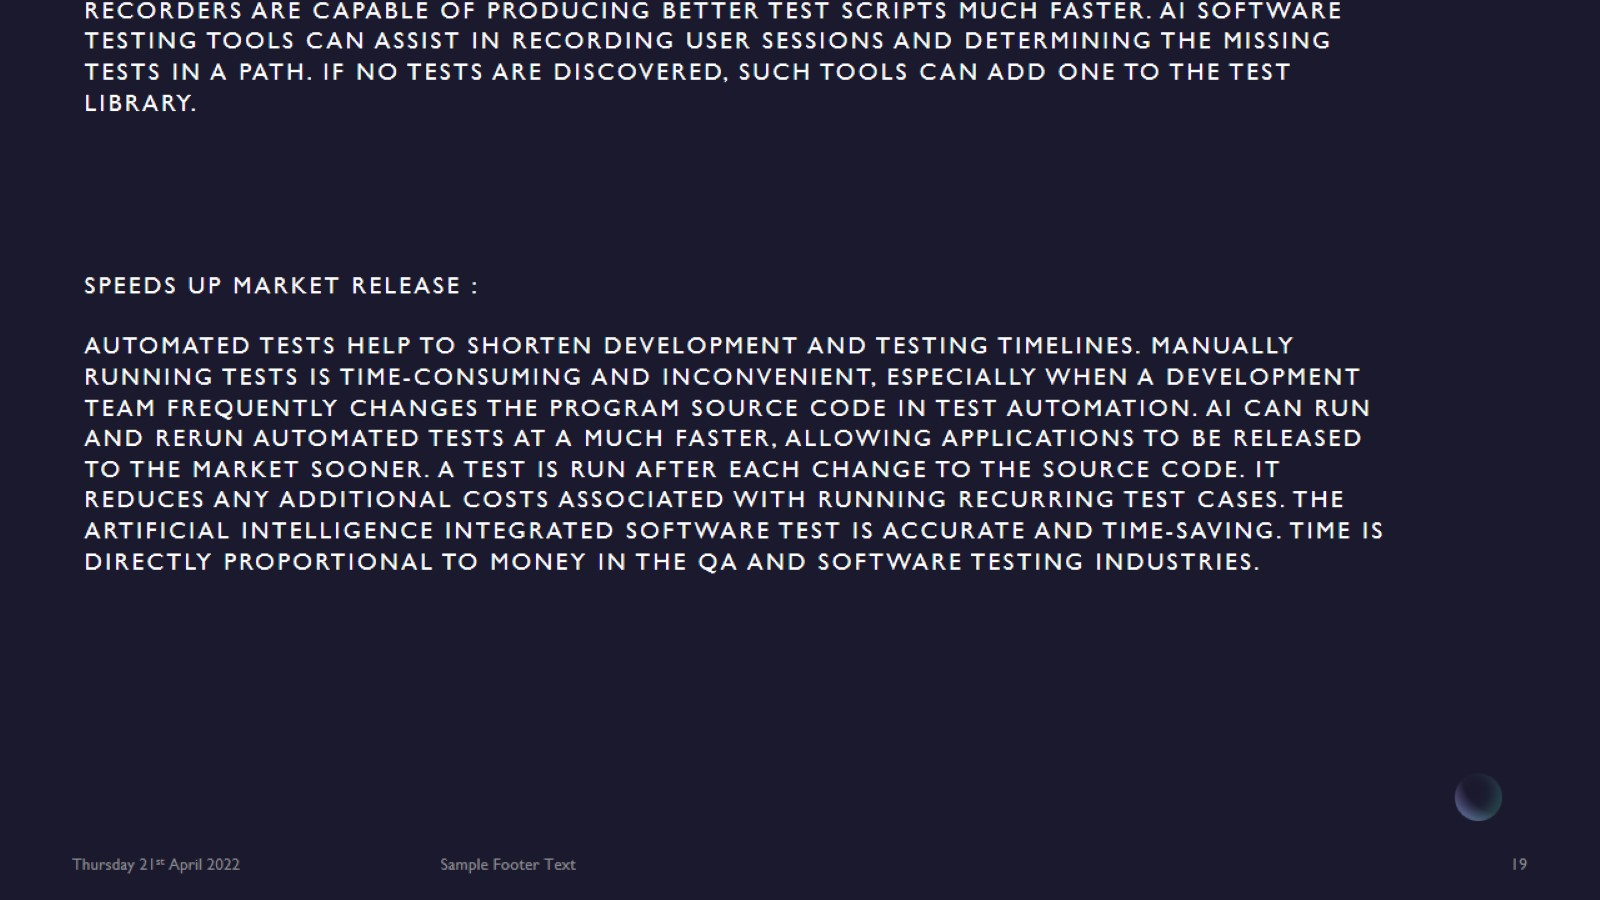 RECORDERS ARE CAPABLE OF PRODUCING BETTER TEST SCRIPTS MUCH FASTER. AI SOFTWARE
TESTING TOOLS CAN ASSIST IN RECORDING USER SESSIONS AND DETERMINING THE MISSING
TESTS IN A PATH. IF NO TESTS ARE DISCOVERED, SUCH TOOLS CAN ADD ONE TO THE TEST
LIBRARY.
SPEEDS UP MARKET RELEASE :
AUTOMATED TESTS HELP TO SHORTEN DEVELOPMENT AND TESTING TIMELINES. MANUALLY
RUNNING TESTS IS TIME-CONSUMING AND INCONVENIENT, ESPECIALLY WHEN A DEVELOPMENT
TEAM FREQUENTLY CHANGES THE PROGRAM SOURCE CODE IN TEST AUTOMATION. AI CAN RUN
AND RERUN AUTOMATED TESTS AT A MUCH FASTER, ALLOWING APPLICATIONS TO BE RELEASED
TO THE MARKET SOONER. A TEST IS RUN AFTER EACH CHANGE TO THE SOURCE CODE. IT
REDUCES ANY ADDITIONAL COSTS ASSOCIATED WITH RUNNING RECURRING TEST CASES. THE
ARTIFICIAL INTELLIGENCE INTEGRATED SOFTWARE TEST IS ACCURATE AND TIME-SAVING. TIME IS
DIRECTLY PROPORTIONAL TO MONEY IN THE QA AND SOFTWARE TESTING INDUSTRIES.
Thursday 21st April 2022
Sample Footer Text
19